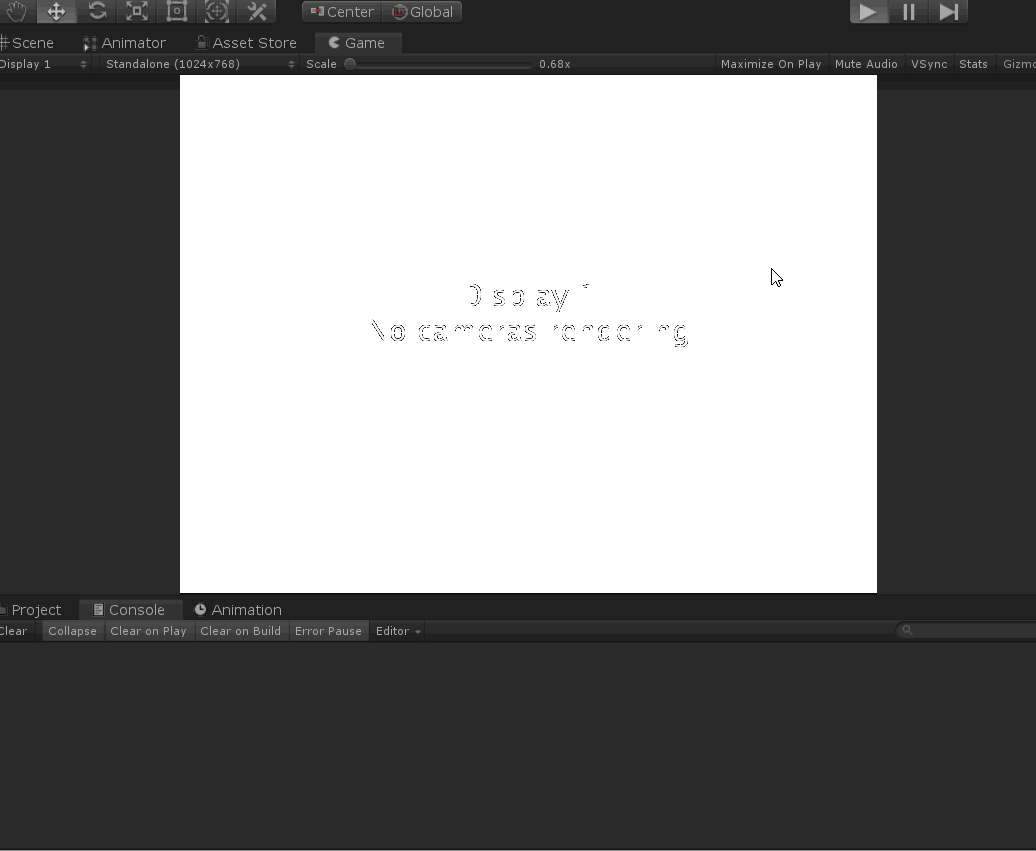 Center Global
Scene Animator Asset Store Game
Display 1 Standalone (1024x768) Scale 0.68x Maximize On Play Mute Audio VSync Stats Gizmo
Display 1
No cameras rendering
Project Console Animation
Clear Collapse Clear on Play Clear on Build Error Pause Editor